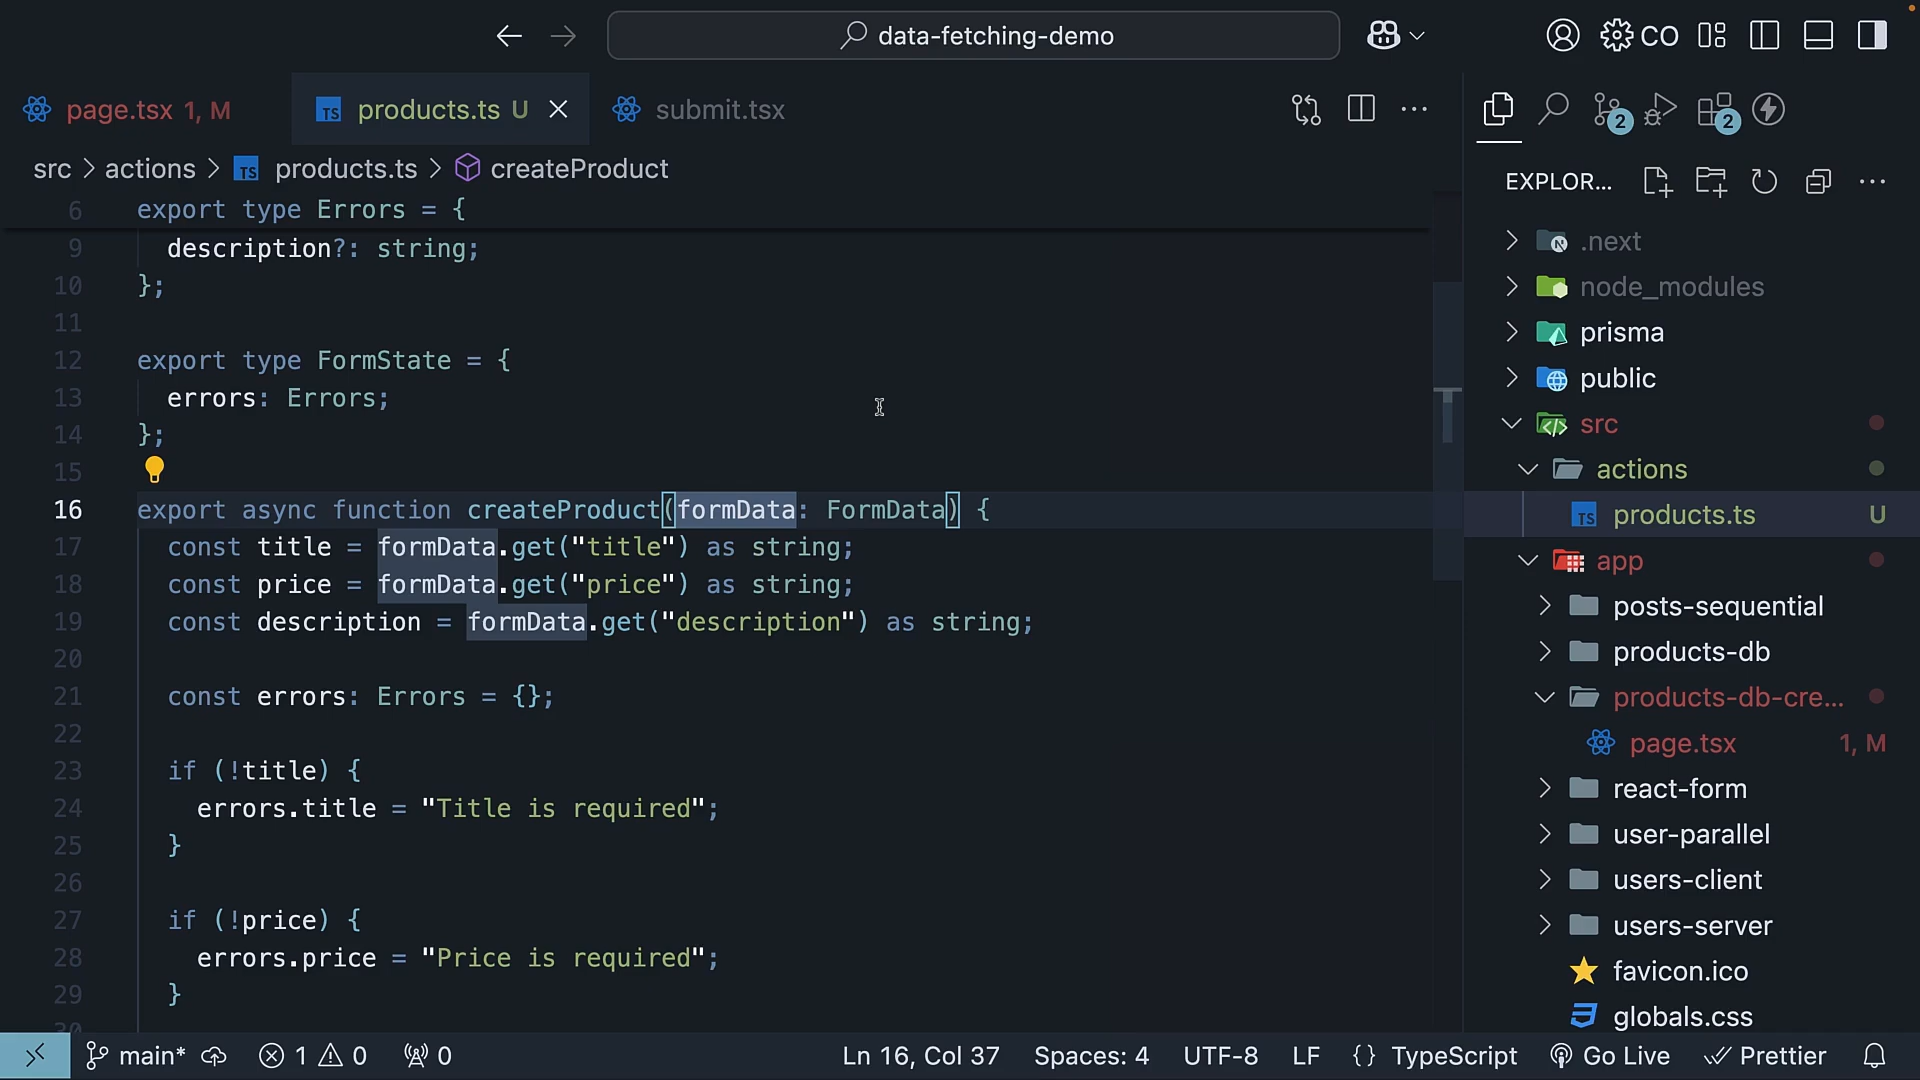 data-fetching-demo
CO
page.tsx 1, M
products.ts U
submit.tsx
2
2
src > actions > TS products.ts > createProduct
EXPLOR...
6 export type Errors = {
9 description?: string;
10 };
11
12 export type FormState = {
13 errors: Errors;
14 };
15
16 export async function createProduct(formData: FormData) {
17 const title = formData.get("title") as string;
18 const price = formData.get("price") as string;
19 const description = formData.get("description") as string;
20
21 const errors: Errors = {};
22
23 if (!title) {
24 errors.title = "Title is required";
25 }
26
27 if (!price) {
28 errors.price = "Price is required";
29 }
30
.next
node_modules
prisma
public
src
actions
TS products.ts U
app
posts-sequential
products-db
products-db-cre...
page.tsx 1, M
react-form
user-parallel
users-client
users-server
favicon.ico
globals.css
main* 1 0 0 Ln 16, Col 37 Spaces: 4 UTF-8 LF {} TypeScript Go Live Prettier